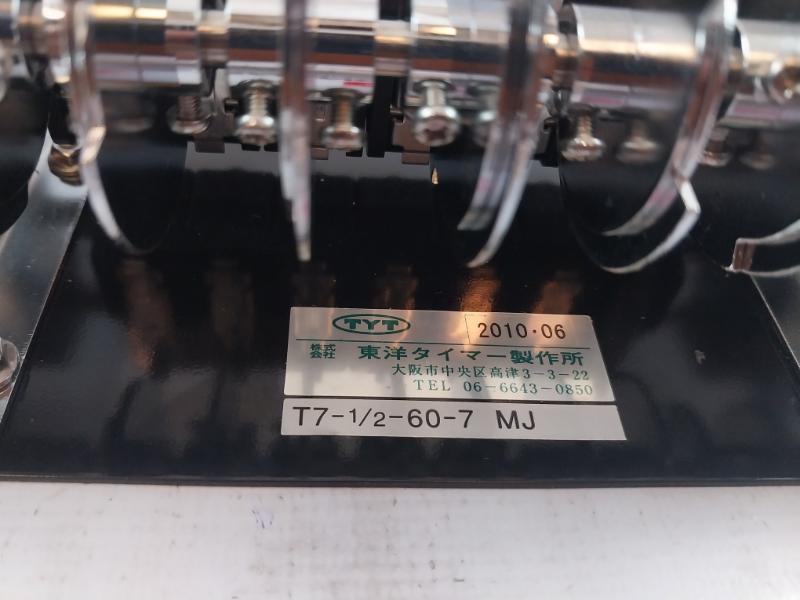 TYT 2010・06
株式会社 東洋タイマー製作所
大阪市中央区高津3-3-22
TEL 06-6643-0850
T7-1/2-60-7 MJ